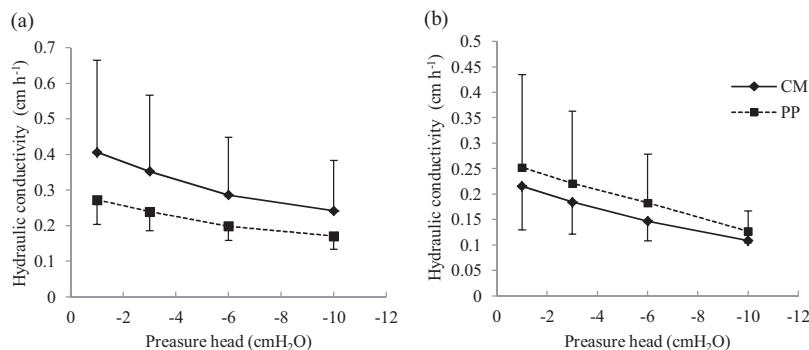 (a)
Hydraulic conductivity (cm h-1)
0.7
0.6
0.5
0.4
0.3
0.2
0.1
0
0 -2 -4 -6 -8 -10 -12
Preasure head (cmH2O)
(b)
Hydraulic conductivity (cm h-1)
0.5
0.45
0.4
0.35
0.3
0.25
0.2
0.15
0.1
0.05
0
0 -2 -4 -6 -8 -10 -12
Preasure head (cmH2O)
CM
PP